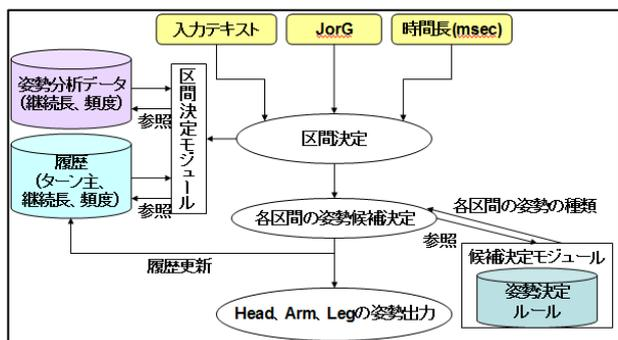 入力テキスト
JorG
時間長(msec)
姿勢分析データ
(継続長、頻度)
参照
区間決定モジュール
区間決定
履歴
(ターン主、
継続長、頻度)
参照
各区間の姿勢候補決定
各区間の姿勢の種類
参照
候補決定モジュール
姿勢決定
ルール
履歴更新
Head、Arm、Legの姿勢出力